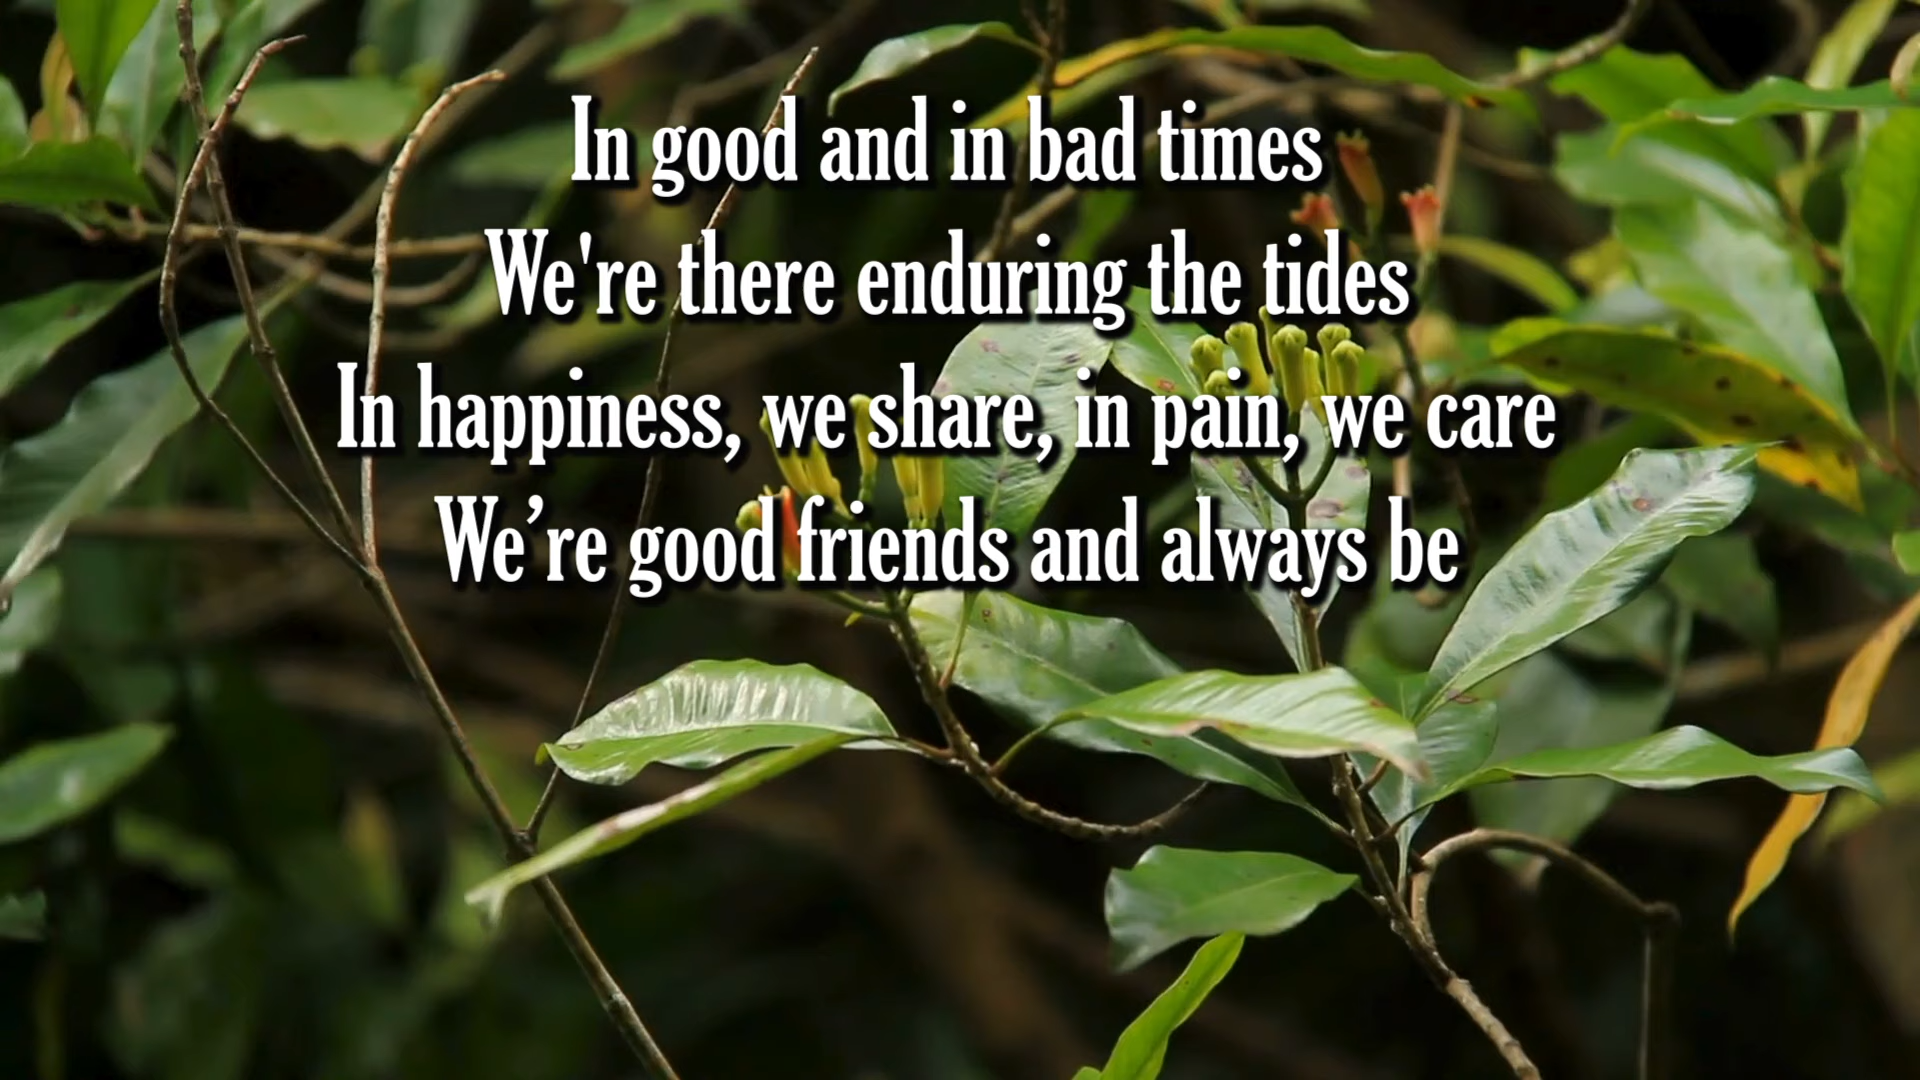 In good and in bad times
We're there enduring the tides
In happiness, we share, in pain, we care
We’re good friends and always be